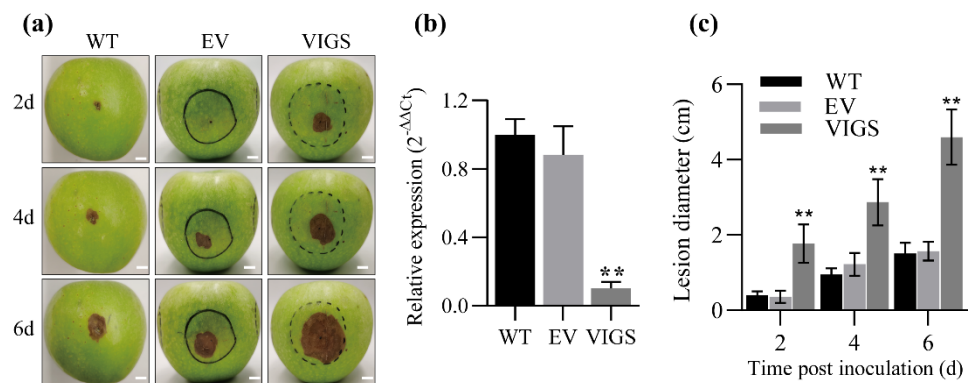 (a)
WT EV VIGS
2d
4d
6d
(b)
Relative expression (2^-ΔΔCt)
1.2
0.8
0.4
0.0
**
WT EV VIGS
(c)
Lesion diameter (cm)
6
4
2
0
WT
EV
VIGS
**
**
**
2 4 6
Time post inoculation (d)